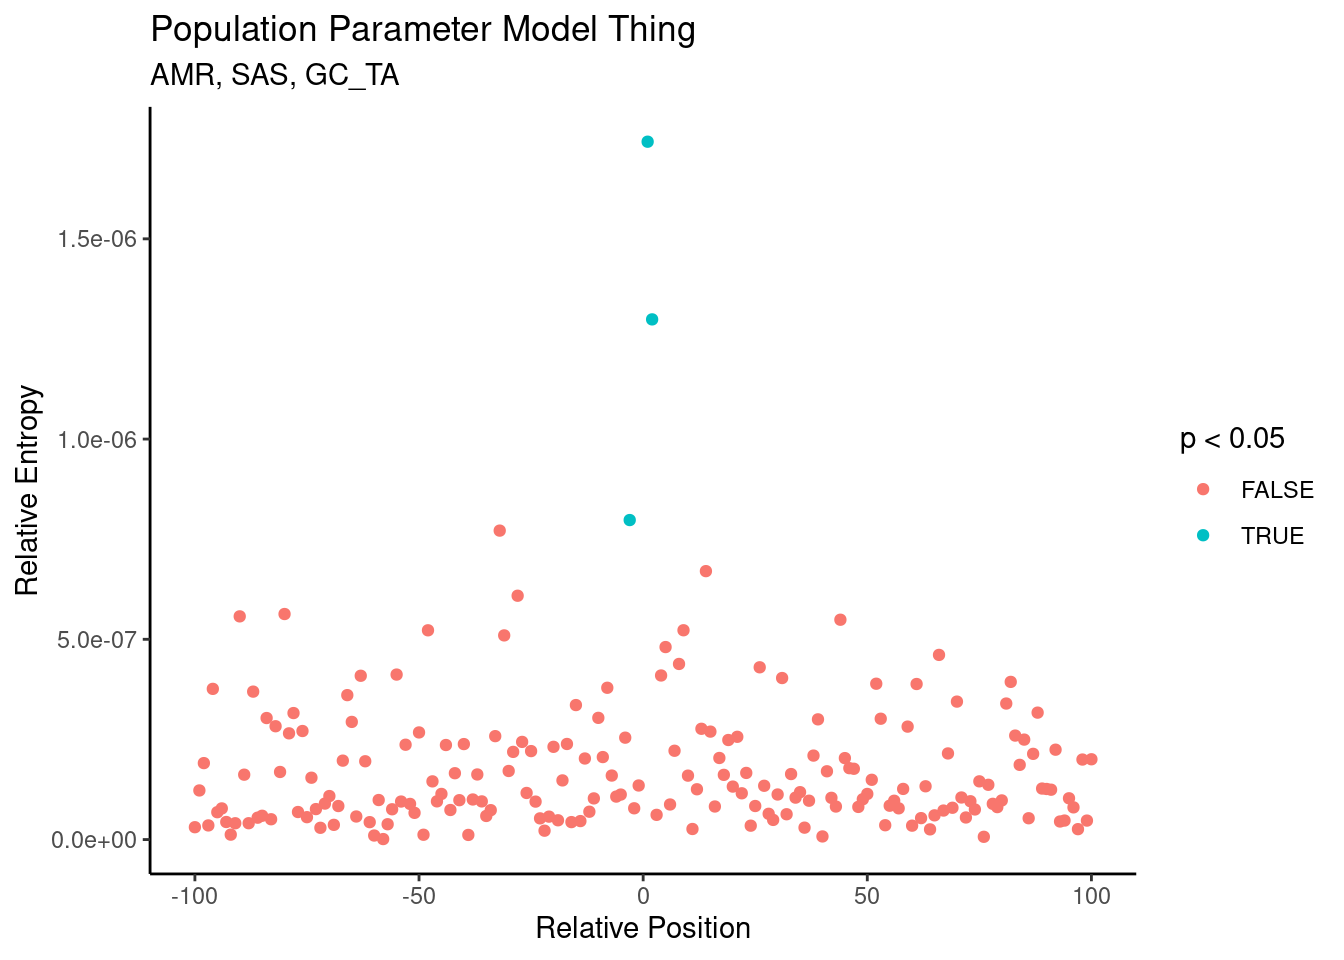 Population Parameter Model Thing
AMR, SAS, GC_TA
1.5e-06
1.0e-06
5.0e-07
0.0e+00
Relative Entropy
-100
-50
0
50
100
Relative Position
p < 0.05
FALSE
TRUE